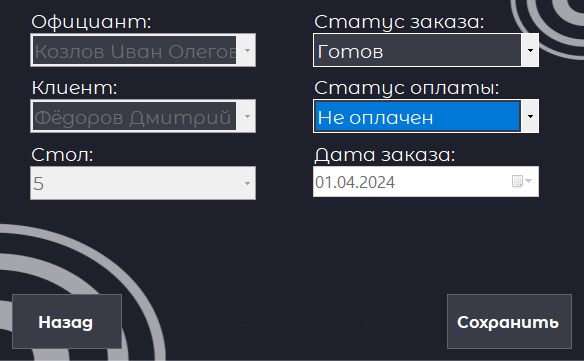 Официант:
Козлов Иван Олегов
Клиент:
Фёдоров Дмитрий
Стол:
5
Статус заказа:
Готов
Статус оплаты:
Не оплачен
Дата заказа:
01.04.2024
Назад
Сохранить